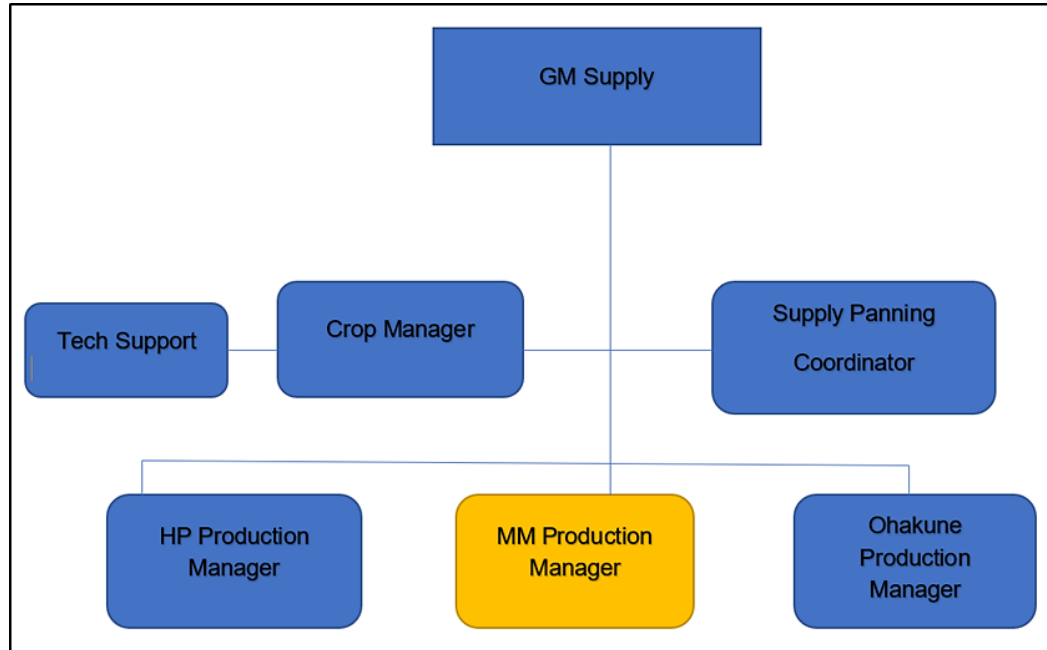 GM Supply
Tech Support
Crop Manager
Supply Panning
Coordinator
HP Production
Manager
MM Production
Manager
Ohakune
Production
Manager